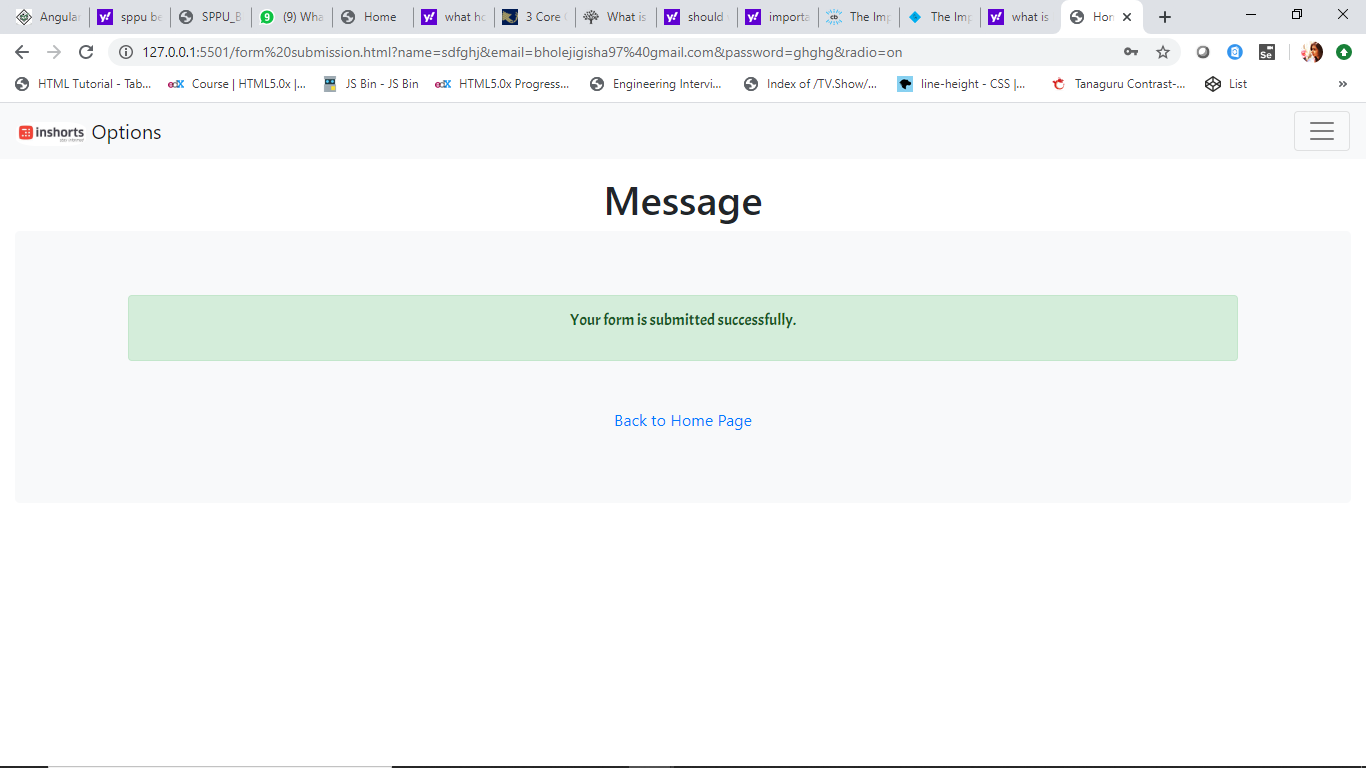 Angular
sppu be
SPPU_B
(9) Wha
Home
what ho
3 Core
What is
should
importa
The Imp
The Imp
what is
Hom
127.0.0.1:5501/form%20submission.html?name=sdfghj&email=bholejigisha97%40gmail.com&password=ghghg&radio=on
HTML Tutorial - Tab...
Course | HTML5.0x |...
JS Bin - JS Bin
HTML5.0x Progress...
Engineering Intervi...
Index of /TV.Show/...
line-height - CSS |...
Tanaguru Contrast-...
List
inshorts Options
Message
Your form is submitted successfully.
Back to Home Page